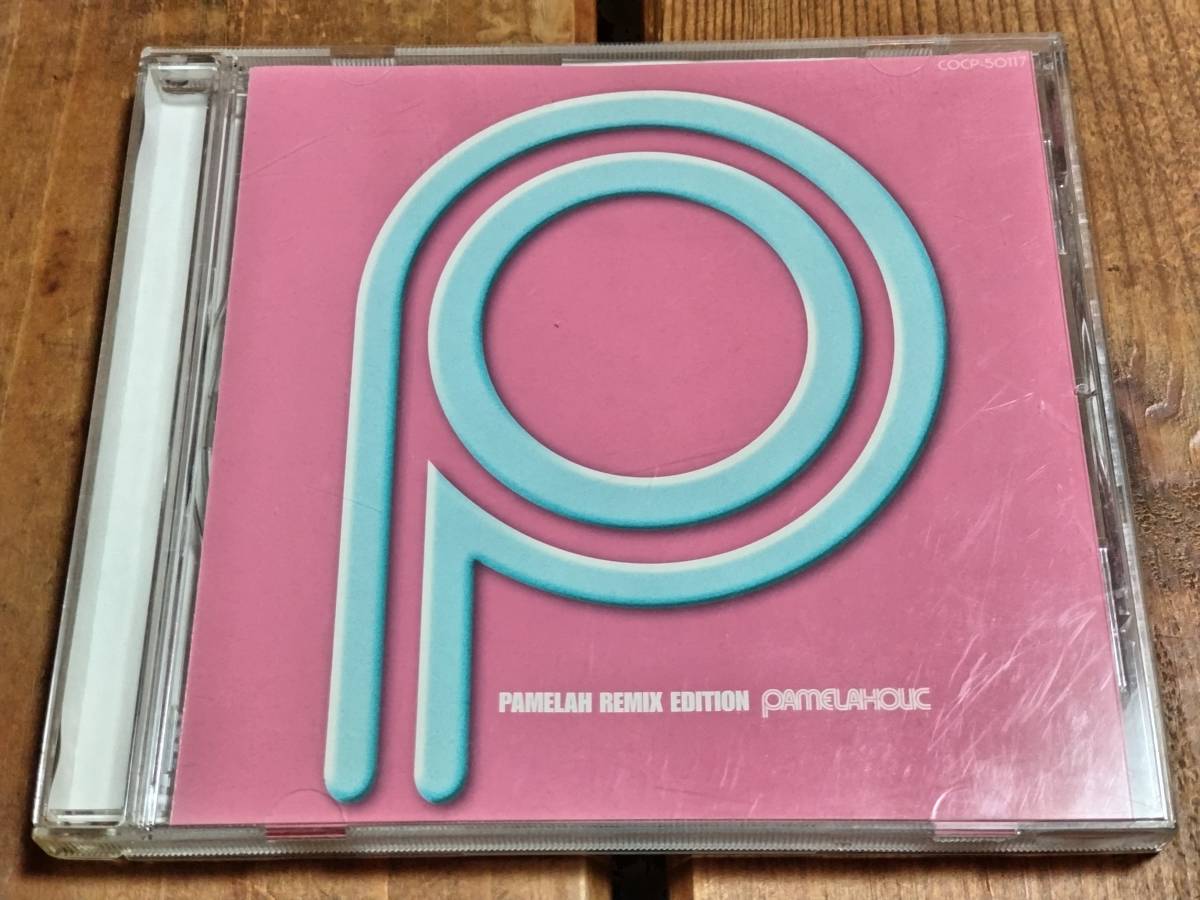 COCP-50117
PAMELAH REMIX EDITION PAMELAHOLIC